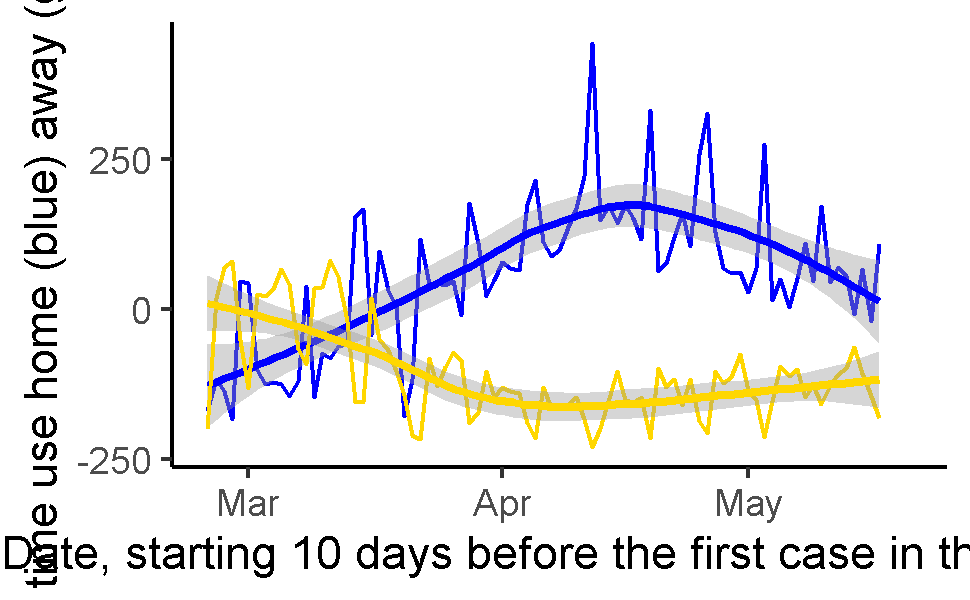 time use home (blue) away (
250
0
-250
Mar
Apr
May
Date, starting 10 days before the first case in th